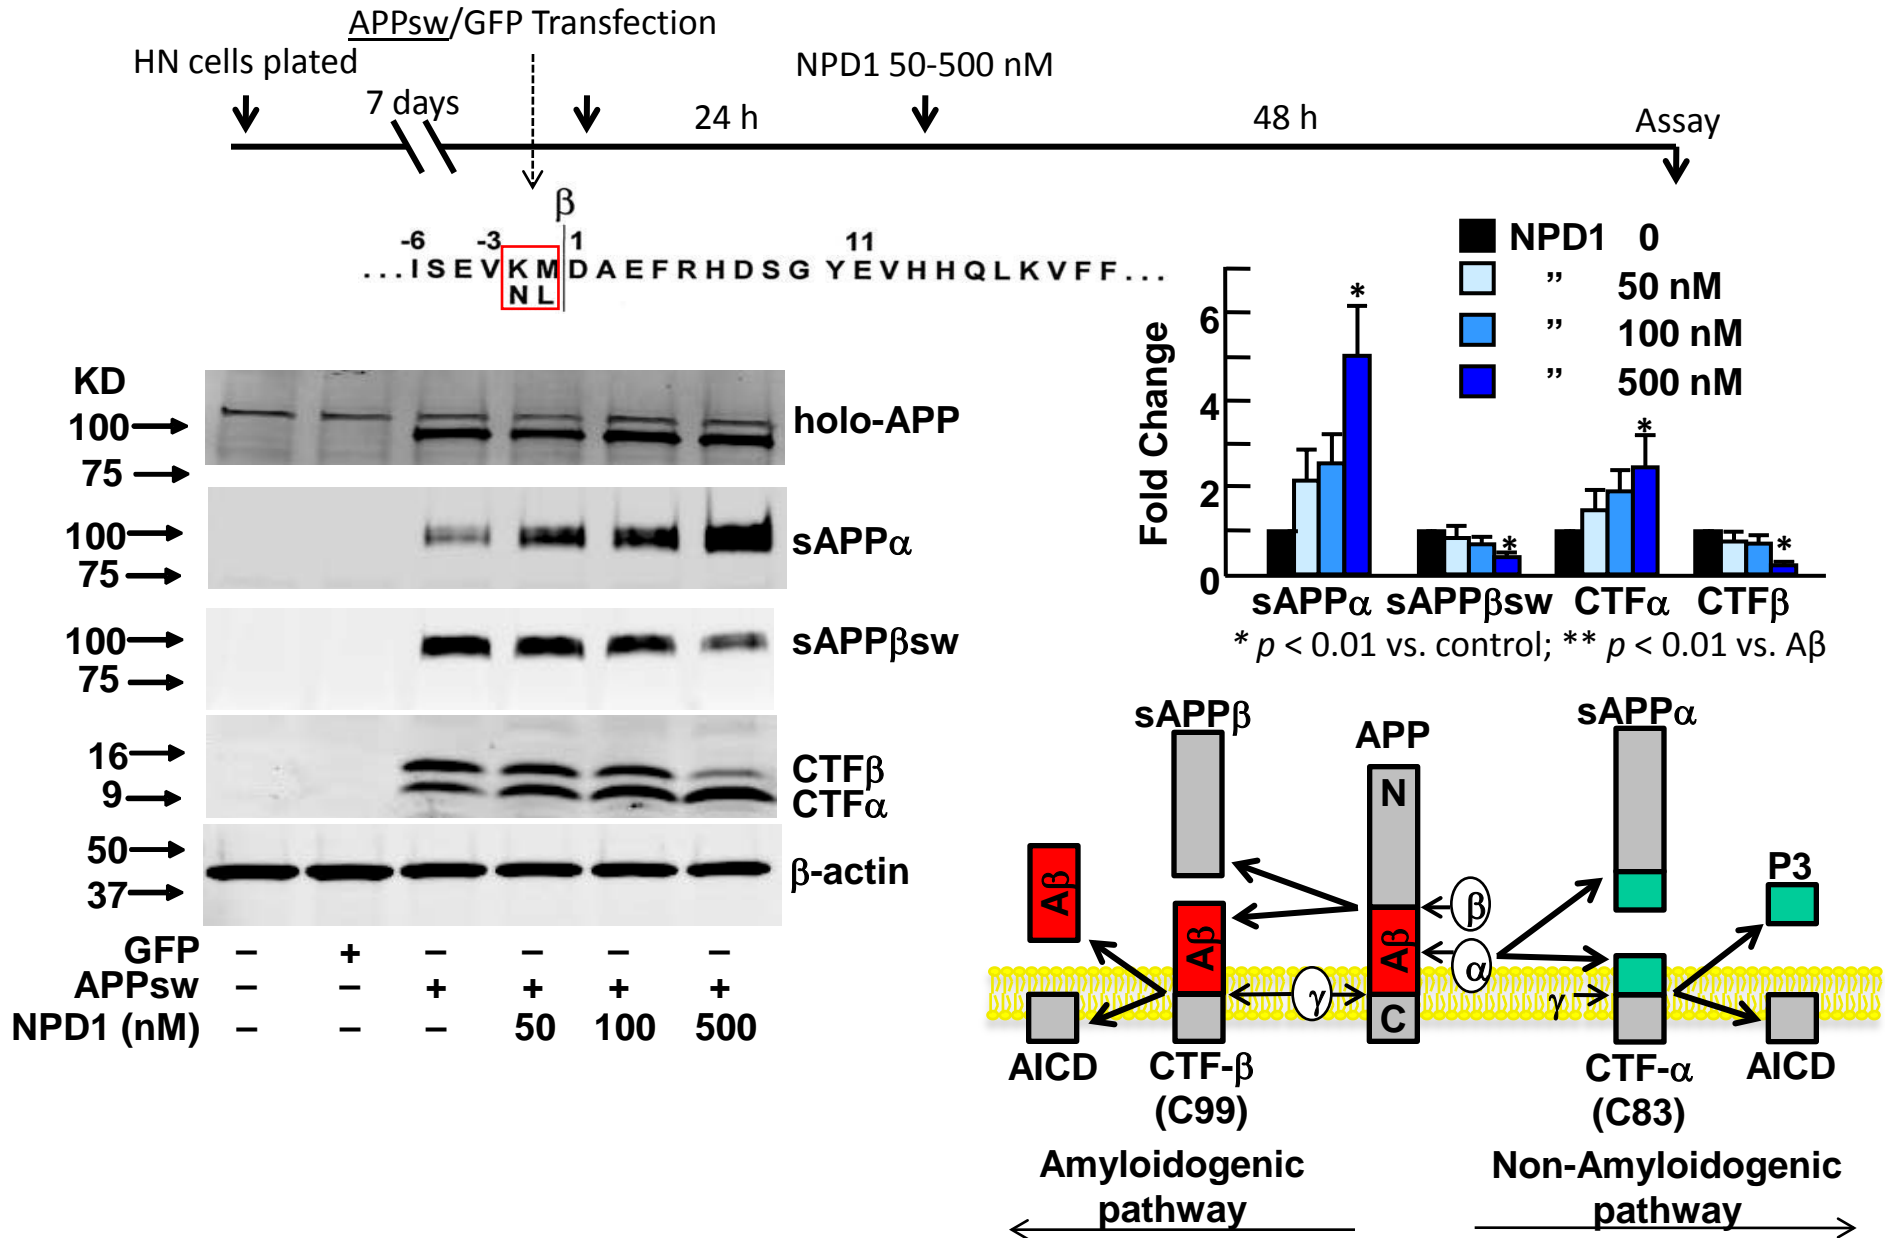 APPsw/GFP Transfection
HN cells plated
NPD1 50-500 nM
7 days
24 h
48 h
Assay
β
-6 -3 1 11
...I S E V K M D A E F R H D S G Y E V H H Q L K V F F...
N L
KD
100
75
holo-APP
100
75
sAPPα
100
75
sAPPβsw
16
9
CTFβ
CTFα
50
37
β-actin
GFP – + – – – –
APPsw – – + + + +
NPD1 (nM) – – – 50 100 500
NPD1 0
” 50 nM
” 100 nM
” 500 nM
Fold Change
6
4
2
0
* * * *
sAPPα sAPPβsw CTFα CTFβ
* p < 0.01 vs. control; ** p < 0.01 vs. Aβ
sAPPβ
APP
sAPPα
N
P3
Aβ
Aβ
Aβ
β
α
γ
γ
C
AICD
CTF-β
(C99)
CTF-α
(C83)
AICD
Amyloidogenic
pathway
Non-Amyloidogenic
pathway